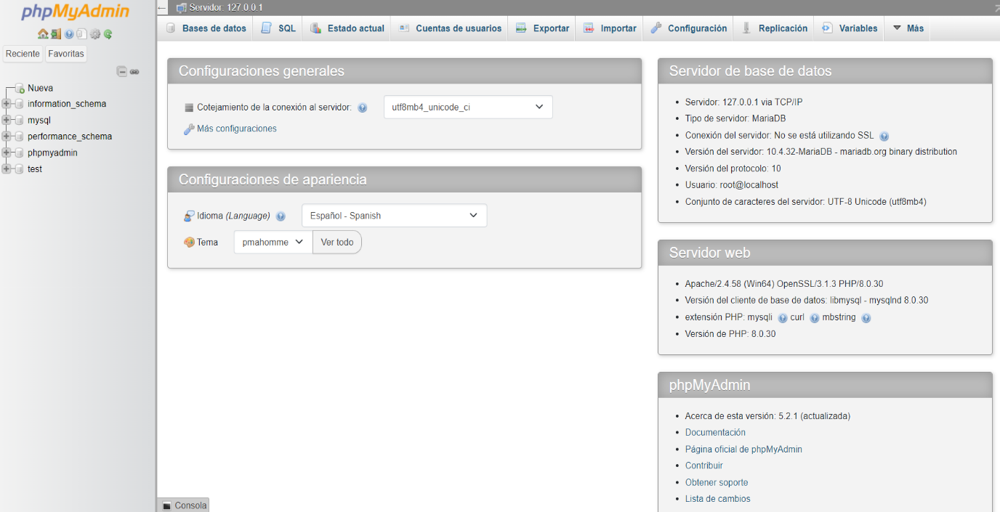 phpMyAdmin
Reciente Favoritas
Nueva
information_schema
mysql
performance_schema
phpmyadmin
test
Servidor: 127.0.0.1
Bases de datos SQL Estado actual Cuentas de usuarios Exportar Importar Configuración Replicación Variables Más
Configuraciones generales
Cotejamiento de la conexión al servidor: utf8mb4_unicode_ci
Más configuraciones
Configuraciones de apariencia
Idioma (Language) Español - Spanish
Tema pmahomme Ver todo
Servidor de base de datos
Servidor: 127.0.0.1 via TCP/IP
Tipo de servidor: MariaDB
Conexión del servidor: No se está utilizando SSL
Versión del servidor: 10.4.32-MariaDB - mariadb.org binary distribution
Versión del protocolo: 10
Usuario: root@localhost
Conjunto de caracteres del servidor: UTF-8 Unicode (utf8mb4)
Servidor web
Apache/2.4.58 (Win64) OpenSSL/3.1.3 PHP/8.0.30
Versión del cliente de base de datos: libmysql - mysqlnd 8.0.30
extensión PHP: mysqli curl mbstring
Versión de PHP: 8.0.30
phpMyAdmin
Acerca de esta versión: 5.2.1 (actualizada)
Documentación
Página oficial de phpMyAdmin
Contribuir
Obtener soporte
Lista de cambios
Consola